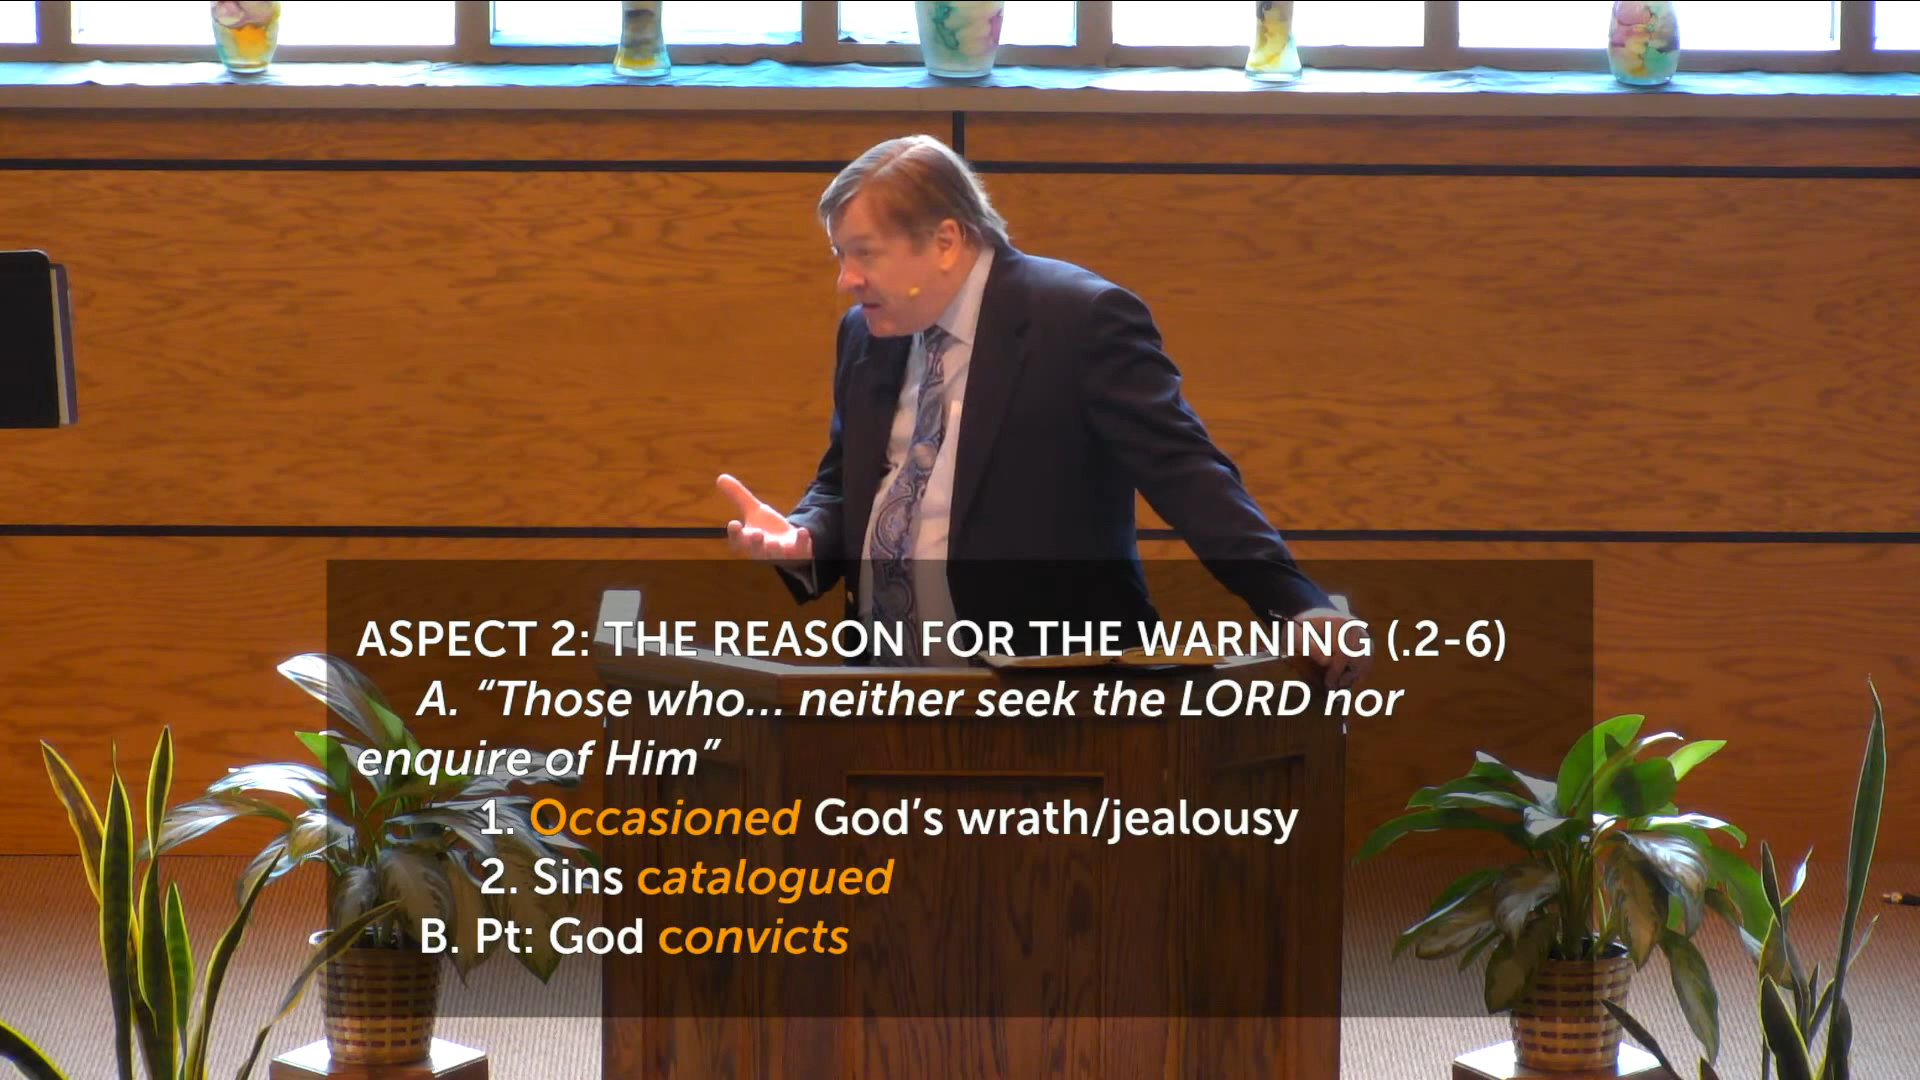 ASPECT 2: THE REASON FOR THE WARNING (.2-6)
A. “Those who... neither seek the LORD nor
enquire of Him”
1. Occasioned God’s wrath/jealousy
2. Sins catalogued
B. Pt: God convicts